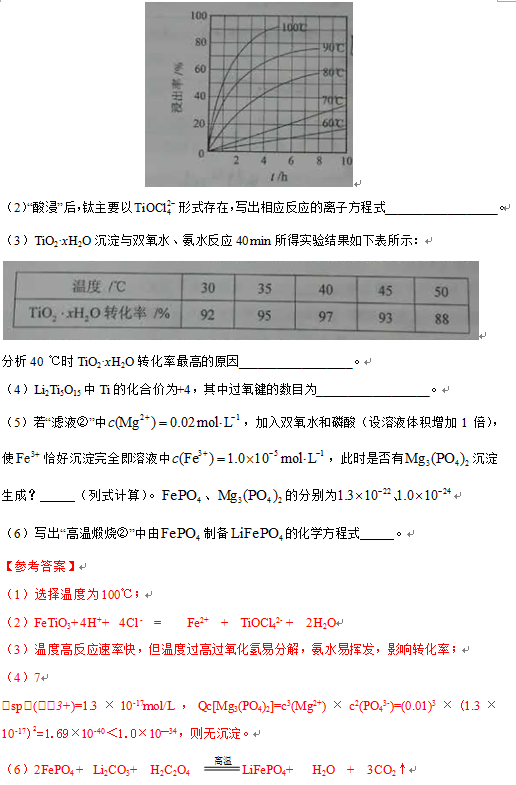 100
80
60
40
20
0
浸出率/%
100℃
90℃
80℃
70℃
60℃
2 4 6 8 10
t/h
(2)“酸浸”后,钛主要以TiOCl₄²⁻形式存在,写出相应反应的离子方程式__________________。
(3)TiO₂·xH₂O沉淀与双氧水、氨水反应40min所得实验结果如下表所示:
温度/℃ 30 35 40 45 50
TiO₂·xH₂O转化率/% 92 95 97 93 88
分析40 ℃时TiO₂·xH₂O转化率最高的原因__________________。
(4)Li₂Ti₅O₁₅中Ti的化合价为+4,其中过氧键的数目为__________________。
(5)若“滤液②”中c(Mg²⁺)=0.02mol·L⁻¹,加入双氧水和磷酸(设溶液体积增加1倍),
使Fe³⁺恰好沉淀完全即溶液中c(Fe³⁺)=1.0×10⁻⁵mol·L⁻¹,此时是否有Mg₃(PO₄)₂沉淀
生成?______(列式计算)。FePO₄、Mg₃(PO₄)₂的分别为1.3×10⁻²²、1.0×10⁻²⁴
(6)写出“高温煅烧②”中由FePO₄制备LiFePO₄的化学方程式______。
【参考答案】
(1)选择温度为100℃;
(2)FeTiO₃+ 4H⁺+ 4Cl⁻ = Fe²⁺ + TiOCl₄²⁻ + 2H₂O
(3)温度高反应速率快,但温度过高过氧化氢易分解,氨水易挥发,影响转化率;
(4)7
□sp□(□□3+)=1.3×10⁻¹⁷mol/L,Qc[Mg₃(PO₄)₂]=c³(Mg²⁺)×c²(PO₄³⁻)=(0.01)³×(1.3×
10⁻¹⁷)²=1.69×10⁻⁴⁰<1.0×10⁻³⁴,则无沉淀。
(6)2FePO₄+ Li₂CO₃+ H₂C₂O₄ 高温 LiFePO₄+ H₂O + 3CO₂↑